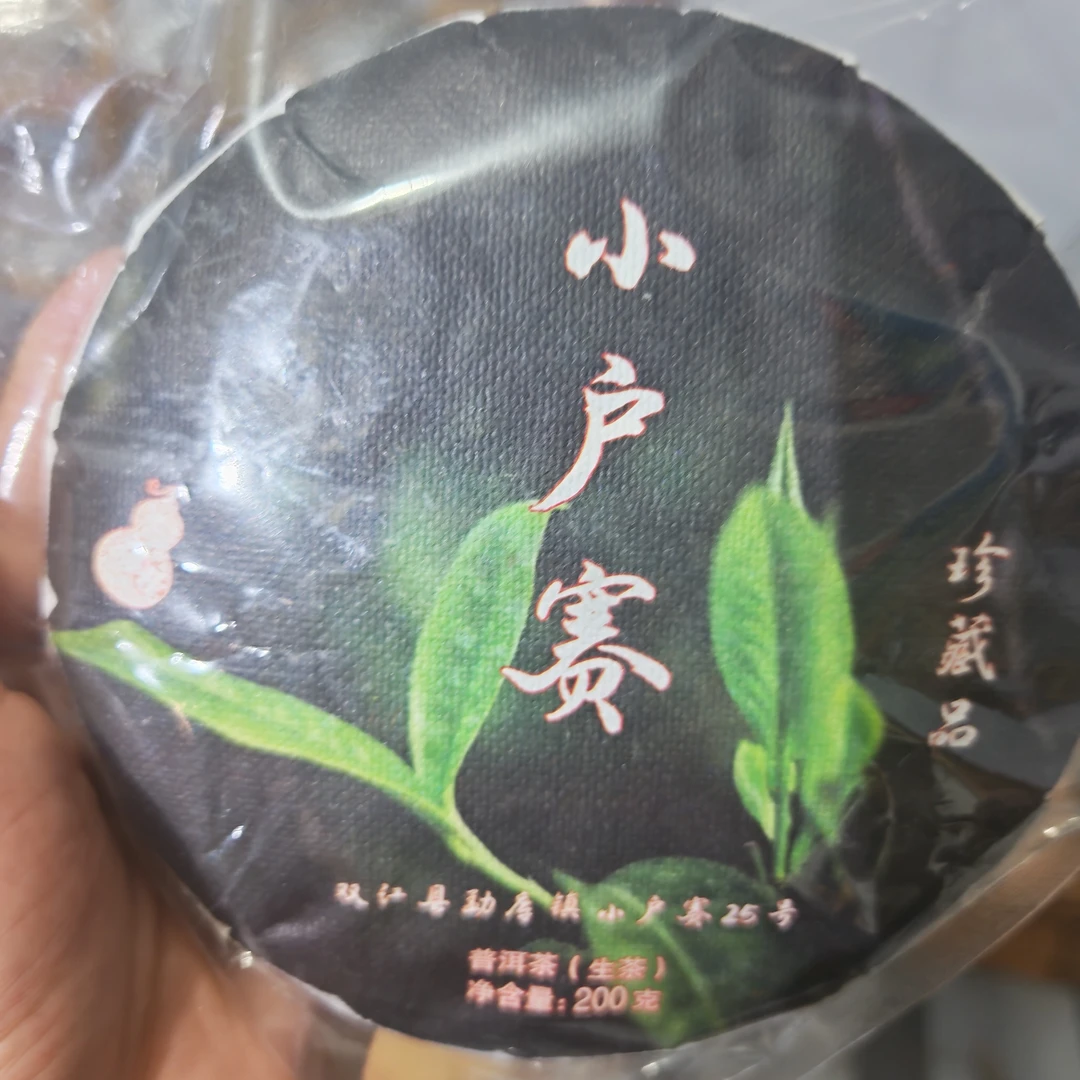 小户赛
珍藏品
双江县勐库镇小户赛25号
普洱茶(生茶)
净含量:200克